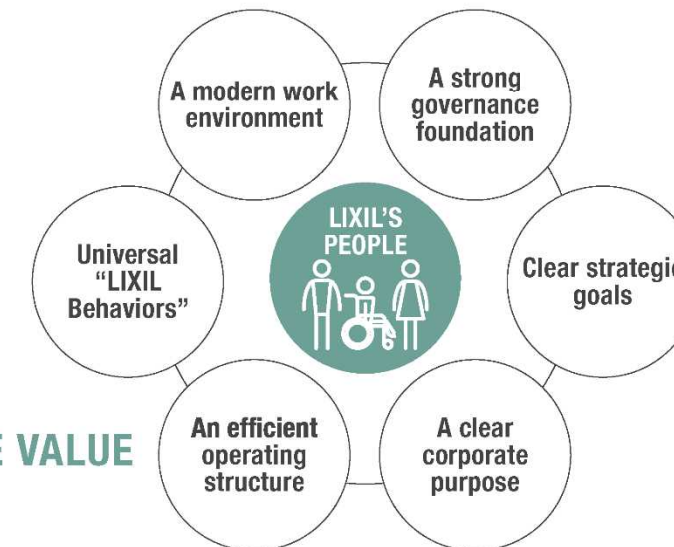 A modern work
environment
A strong
governance
foundation
LIXIL'S
PEOPLE
Universal
“LIXIL
Behaviors”
Clear strategic
goals
E VALUE
An efficient
operating
structure
A clear
corporate
purpose